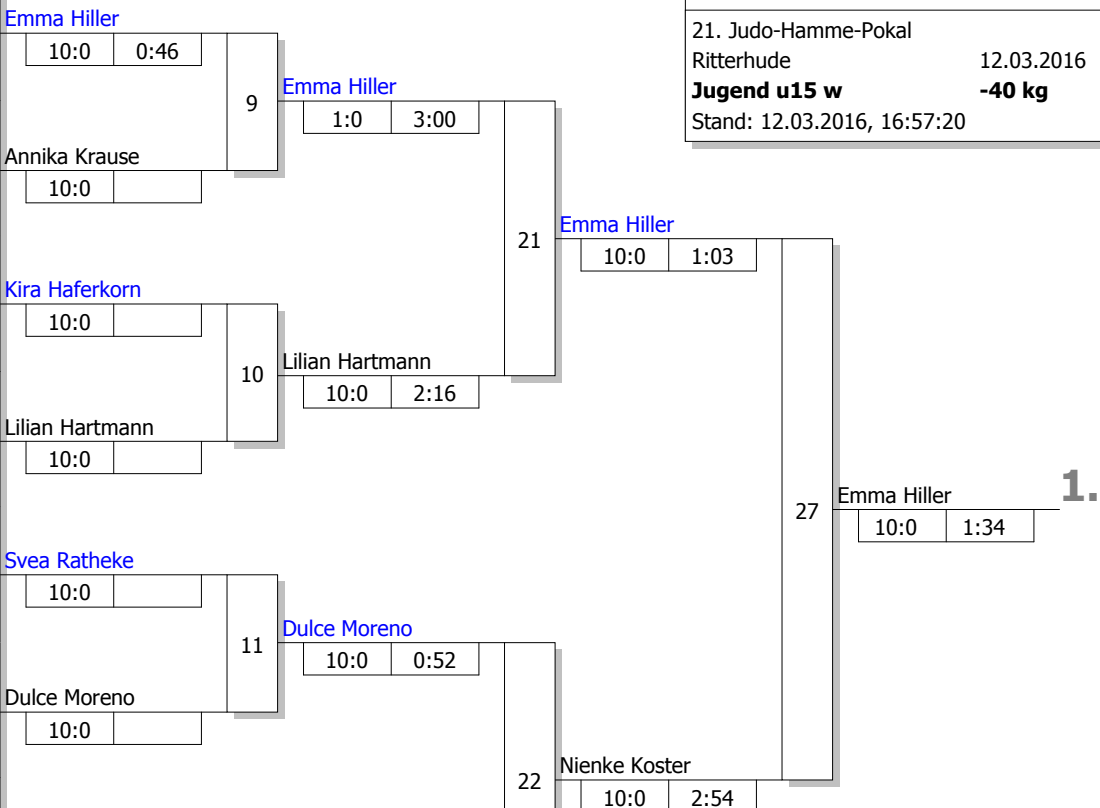 21. Judo-Hamme-Pokal
Ritterhude 12.03.2016
Jugend u15 w -40 kg
Stand: 12.03.2016, 16:57:20
Emma Hiller
10:0 0:46
9
Annika Krause
10:0
Emma Hiller
1:0 3:00
Kira Haferkorn
10:0
10
Lilian Hartmann
10:0
Lilian Hartmann
10:0 2:16
21
Emma Hiller
10:0 1:03
Svea Ratheke
10:0
11
Dulce Moreno
10:0
Dulce Moreno
10:0 0:52
22
Nienke Koster
10:0 2:54
27
Emma Hiller
10:0 1:34
1.